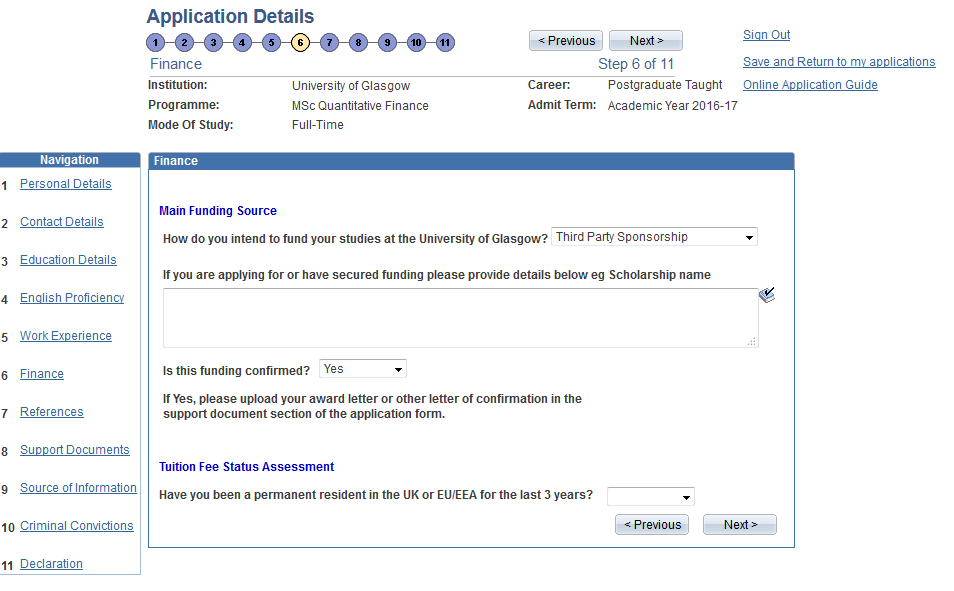 Application Details
1 2 3 4 5 6 7 8 9 10 11
< Previous Next >
Sign Out
Finance Step 6 of 11
Save and Return to my applications
Institution: University of Glasgow Career: Postgraduate Taught
Online Application Guide
Programme: MSc Quantitative Finance Admit Term: Academic Year 2016-17
Mode Of Study: Full-Time
Navigation
1 Personal Details
2 Contact Details
3 Education Details
4 English Proficiency
5 Work Experience
6 Finance
7 References
8 Support Documents
9 Source of Information
10 Criminal Convictions
11 Declaration
Finance
Main Funding Source
How do you intend to fund your studies at the University of Glasgow? Third Party Sponsorship
If you are applying for or have secured funding please provide details below eg Scholarship name
Is this funding confirmed? Yes
If Yes, please upload your award letter or other letter of confirmation in the
support document section of the application form.
Tuition Fee Status Assessment
Have you been a permanent resident in the UK or EU/EEA for the last 3 years?
< Previous Next >